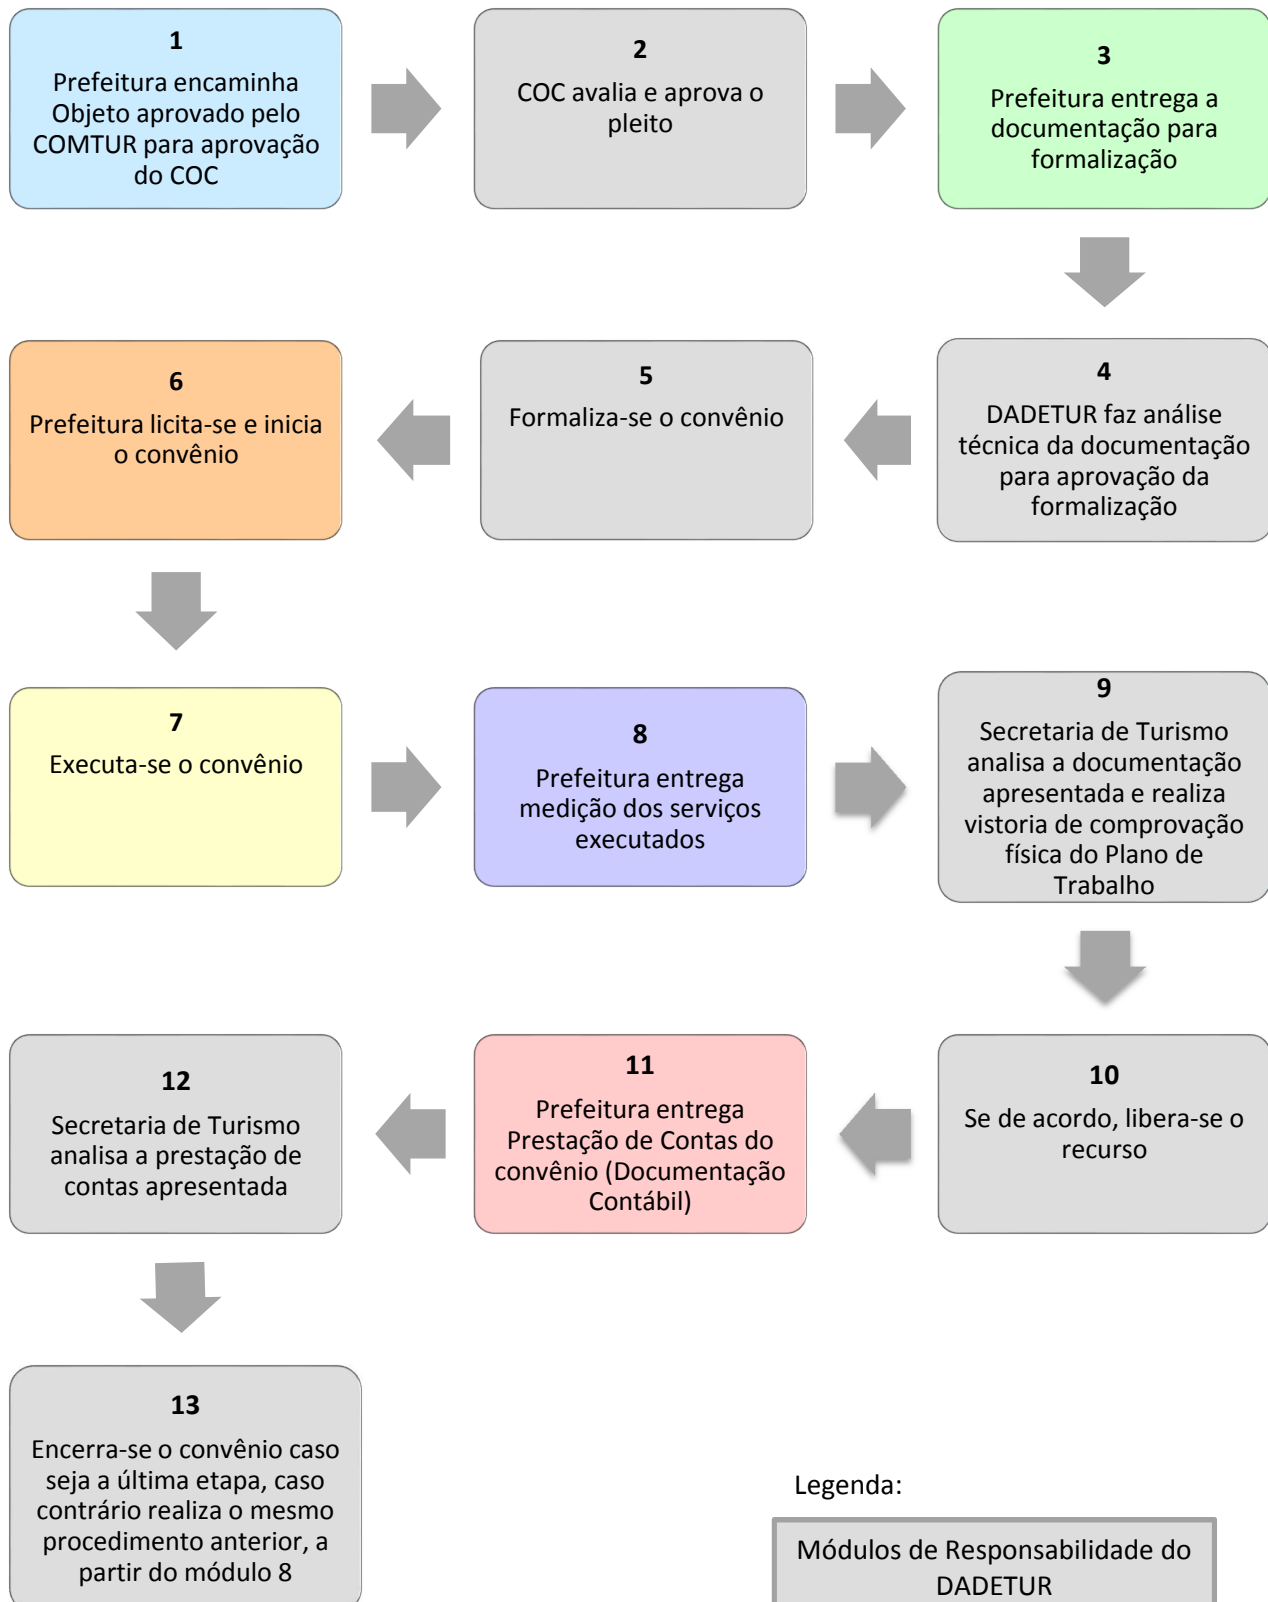 1
Prefeitura encaminha
Objeto aprovado pelo
COMTUR para aprovação
do COC
2
COC avalia e aprova o
pleito
3
Prefeitura entrega a
documentação para
formalização
4
DADETUR faz análise
técnica da documentação
para aprovação da
formalização
5
Formaliza-se o convênio
6
Prefeitura licita-se e inicia
o convênio
7
Executa-se o convênio
8
Prefeitura entrega
medição dos serviços
executados
9
Secretaria de Turismo
analisa a documentação
apresentada e realiza
vistoria de comprovação
física do Plano de
Trabalho
10
Se de acordo, libera-se o
recurso
11
Prefeitura entrega
Prestação de Contas do
convênio (Documentação
Contábil)
12
Secretaria de Turismo
analisa a prestação de
contas apresentada
13
Encerra-se o convênio caso
seja a última etapa, caso
contrário realiza o mesmo
procedimento anterior, a
partir do módulo 8
Legenda:
Módulos de Responsabilidade do
DADETUR